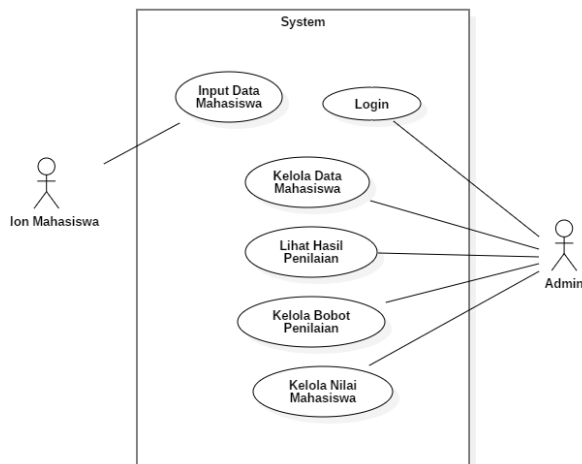 System
Input Data
Mahasiswa
Login
Kelola Data
Mahasiswa
lon Mahasiswa
Lihat Hasil
Penilaian
Admin
Kelola Bobot
Penilaian
Kelola Nilai
Mahasiswa